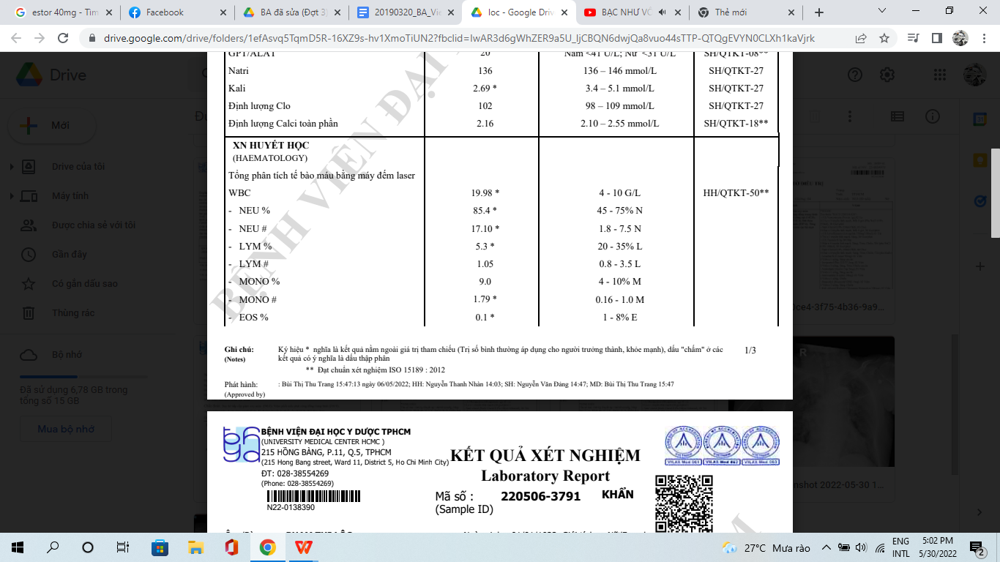 estor 40mg - Tìm
Facebook
BA đã sửa (Đợt 3)
20190320_BA_Vie
loc - Google Driv
BẠC NHƯ VÔ
Thẻ mới
drive.google.com/drive/folders/1efAsvq5TqmD5R-16XZ9s-hv1XmoTiUN2?fbclid=IwAR3d6gWhZER9a5U_ljCBQN6dwjQa8vuo44sTTP-QTQgEVYN0CLXh1kaVjrk
Drive
Mới
Drive của tôi
Máy tính
Được chia sẻ với tôi
Gần đây
Có gắn dấu sao
Thùng rác
Bộ nhớ
Đã sử dụng 6,78 GB trong
tổng số 15 GB
Mua bộ nhớ
GPT/ALAT 20 Nam <41 U/L; Nữ <31 U/L SH/QTKT-08**
Natri 136 136 – 146 mmol/L SH/QTKT-27
Kali 2.69 * 3.4 – 5.1 mmol/L SH/QTKT-27
Định lượng Clo 102 98 – 109 mmol/L SH/QTKT-27
Định lượng Calci toàn phần 2.16 2.10 – 2.55 mmol/L SH/QTKT-18**
XN HUYẾT HỌC
(HAEMATOLOGY)
Tổng phân tích tế bào máu bằng máy đếm laser
WBC 19.98 * 4 - 10 G/L HH/QTKT-50**
- NEU % 85.4 * 45 - 75% N
- NEU # 17.10 * 1.8 - 7.5 N
- LYM % 5.3 * 20 - 35% L
- LYM # 1.05 0.8 - 3.5 L
- MONO % 9.0 4 - 10% M
- MONO # 1.79 * 0.16 - 1.0 M
- EOS % 0.1 * 1 - 8% E
BỆNH VIỆN ĐẠI
Ghi chú: Ký hiệu * nghĩa là kết quả nằm ngoài giá trị tham chiếu (Trị số bình thường áp dụng cho người trưởng thành, khỏe mạnh), dấu "chấm" ở các 1/3
(Notes) kết quả có ý nghĩa là dấu thập phân
** Đạt chuẩn xét nghiệm ISO 15189 : 2012
Phát hành: : Bùi Thị Thu Trang 15:47:13 ngày 06/05/2022; HH: Nguyễn Thanh Nhàn 14:03; SH: Nguyễn Văn Đảng 14:47; MD: Bùi Thị Thu Trang 15:47
(Approved by)
BỆNH VIỆN ĐẠI HỌC Y DƯỢC TPHCM
(UNIVERSITY MEDICAL CENTER HCMC )
215 HỒNG BÀNG, P.11, Q.5, TPHCM
(215 Hong Bang street, Ward 11, District 5, Ho Chi Minh City)
ĐT: 028-38554269
(Phone: 028-38554269)
N22-0138390
KẾT QUẢ XÉT NGHIỆM
Laboratory Report
Mã số : 220506-3791 KHẨN
(Sample ID)
VILAS Med 061 VILAS Med 062 VILAS Med 063
0ce4-3f75-4b36-9a9...
nshot 2022-05-30 1...
27°C Mưa rào
ENG
INTL
5:02 PM
5/30/2022
2